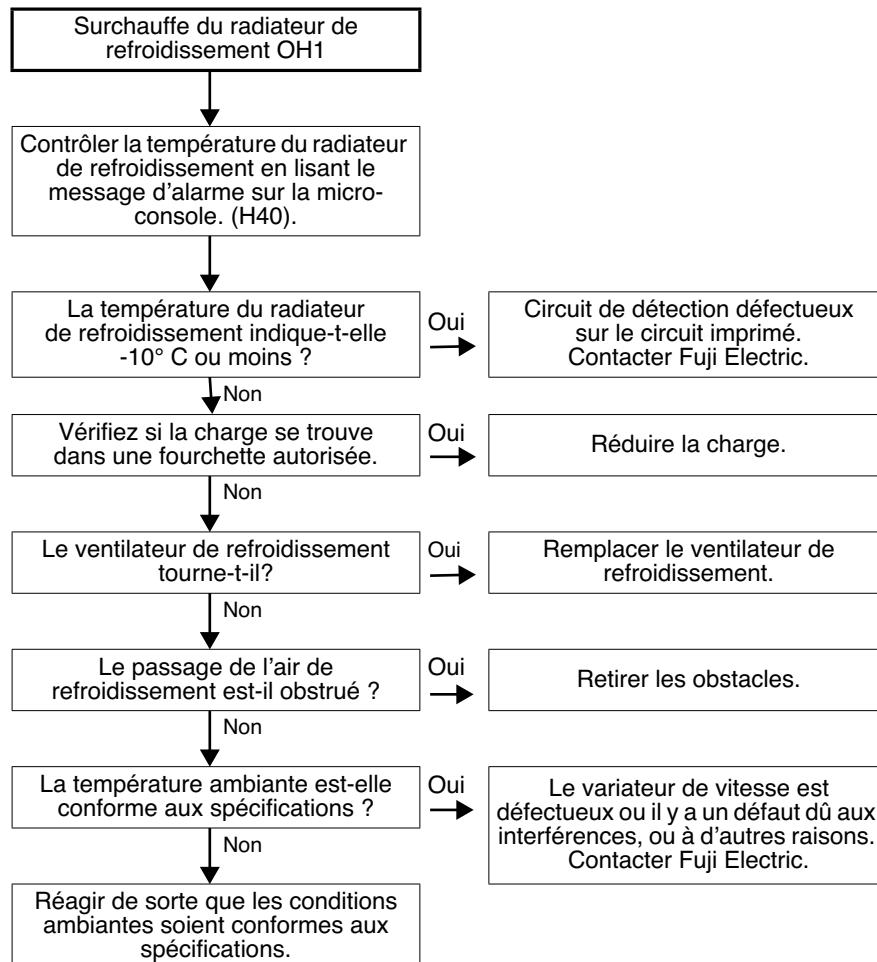 Surchauffe du radiateur de
refroidissement OH1
Contrôler la température du radiateur
de refroidissement en lisant le
message d'alarme sur la micro-
console. (H40).
La température du radiateur
de refroidissement indique-t-elle
-10° C ou moins ?
Oui
Circuit de détection défectueux
sur le circuit imprimé.
Contacter Fuji Electric.
Non
Vérifiez si la charge se trouve
dans une fourchette autorisée.
Oui
Réduire la charge.
Non
Le ventilateur de refroidissement
tourne-t-il?
Oui
Remplacer le ventilateur de
refroidissement.
Non
Le passage de l'air de
refroidissement est-il obstrué ?
Oui
Retirer les obstacles.
Non
La température ambiante est-elle
conforme aux spécifications ?
Oui
Le variateur de vitesse est
défectueux ou il y a un défaut dû aux
interférences, ou à d'autres raisons.
Contacter Fuji Electric.
Non
Réagir de sorte que les conditions
ambiantes soient conformes aux
spécifications.